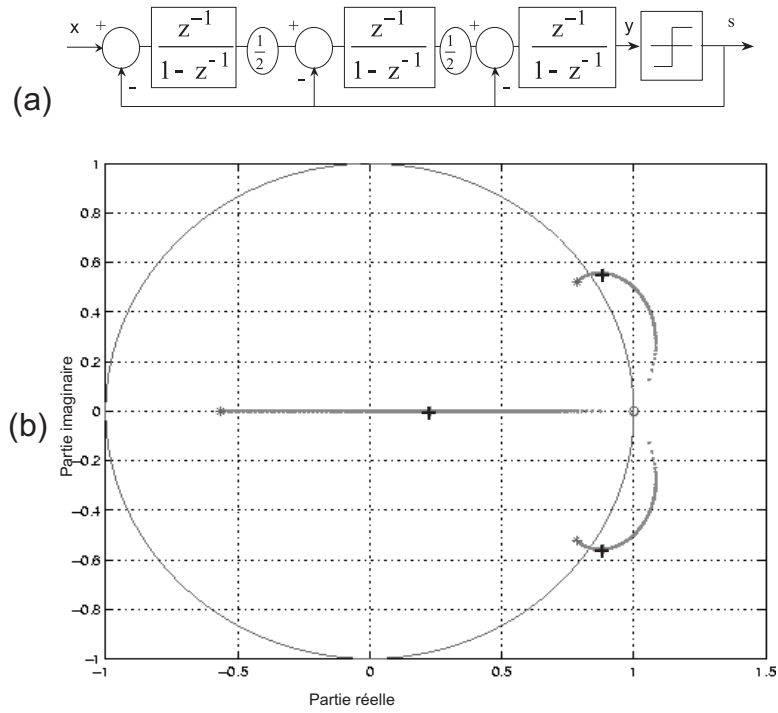 x + z⁻¹ 1 + z⁻¹ 1 + z⁻¹ y s
1- z⁻¹ 2 1- z⁻¹ 2 1- z⁻¹
- - -
(a)
1
0.8
0.6
0.4
0.2
(b) Partie imaginaire 0
−0.2
−0.4
−0.6
−0.8
−1
−1 −0.5 0 0.5 1 1.5
Partie réelle